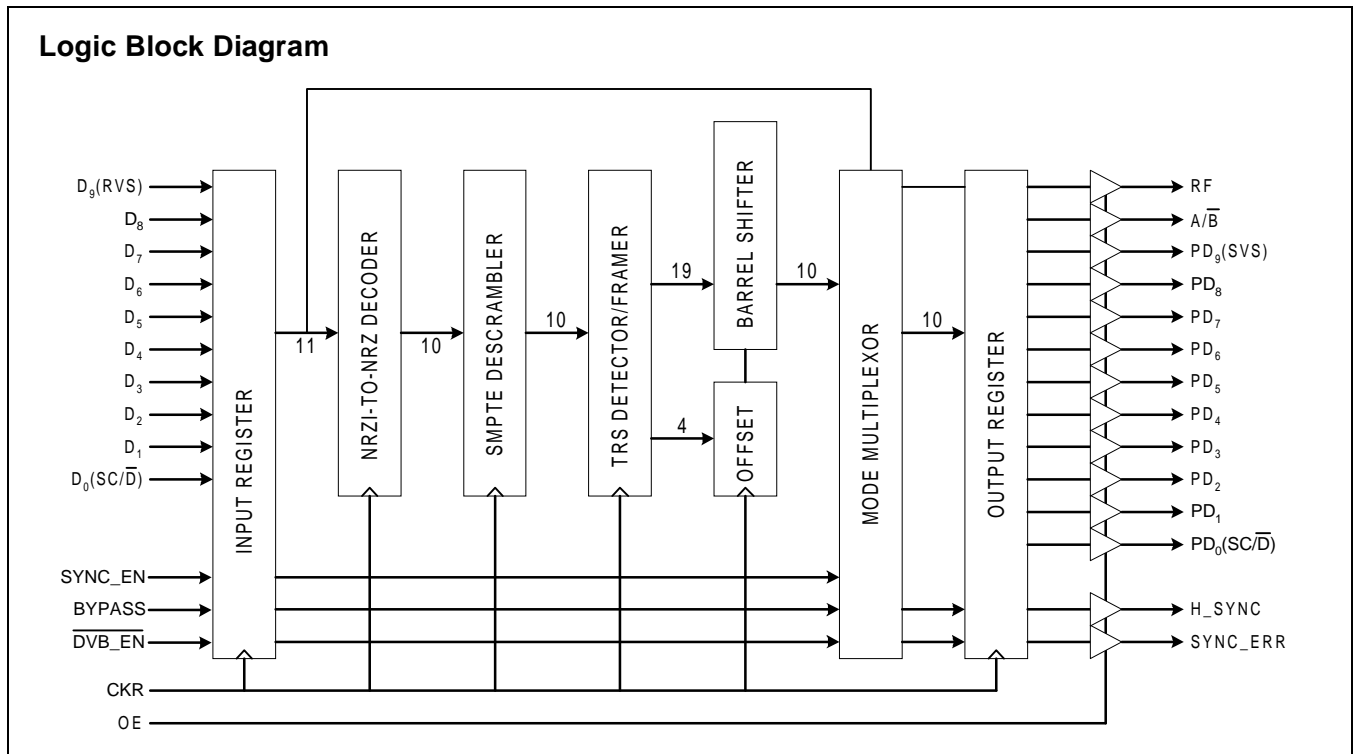 Logic Block Diagram
D₉(RVS)
D₈
D₇
D₆
D₅
D₄
D₃
D₂
D₁
D₀(SC/D̅)
SYNC_EN
BYPASS
D̅V̅B̅_̅E̅N̅
CKR
OE
INPUT REGISTER
11
NRZI-TO-NRZ DECODER
10
SMPTE DESCRAMBLER
10
TRS DETECTOR/FRAMER
19
4
BARREL SHIFTER
OFFSET
10
MODE MULTIPLEXOR
10
OUTPUT REGISTER
RF
A/B̅
PD₉(SVS)
PD₈
PD₇
PD₆
PD₅
PD₄
PD₃
PD₂
PD₁
PD₀(SC/D̅)
H_SYNC
SYNC_ERR